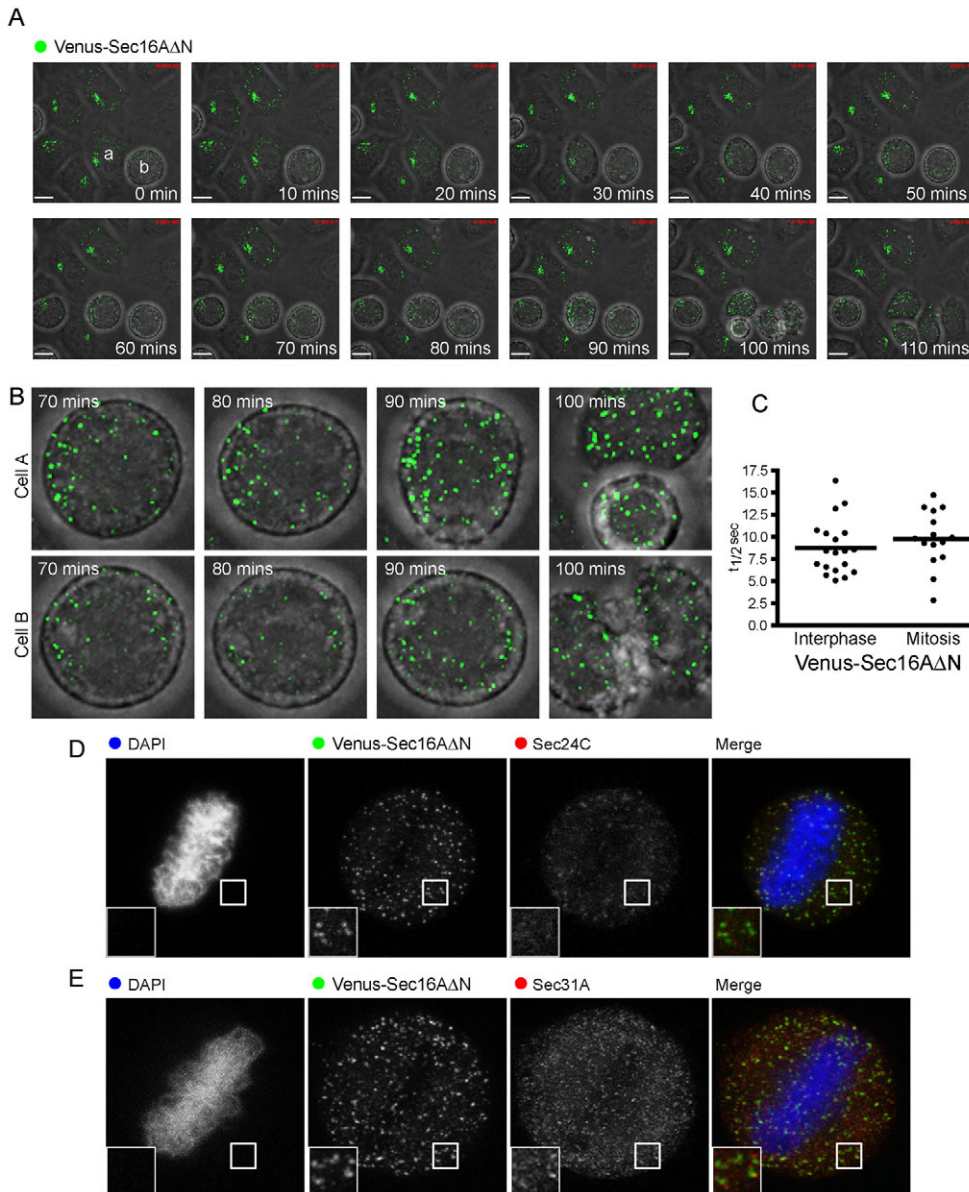 A
Venus-Sec16AΔN
a
b
0 min
10 mins
20 mins
30 mins
40 mins
50 mins
60 mins
70 mins
80 mins
90 mins
100 mins
110 mins
B
Cell A
70 mins
80 mins
90 mins
100 mins
Cell B
70 mins
80 mins
90 mins
100 mins
C
t1/2 sec
17.5
15.0
12.5
10.0
7.5
5.0
2.5
0.0
Interphase
Mitosis
Venus-Sec16AΔN
D
DAPI
Venus-Sec16AΔN
Sec24C
Merge
E
DAPI
Venus-Sec16AΔN
Sec31A
Merge